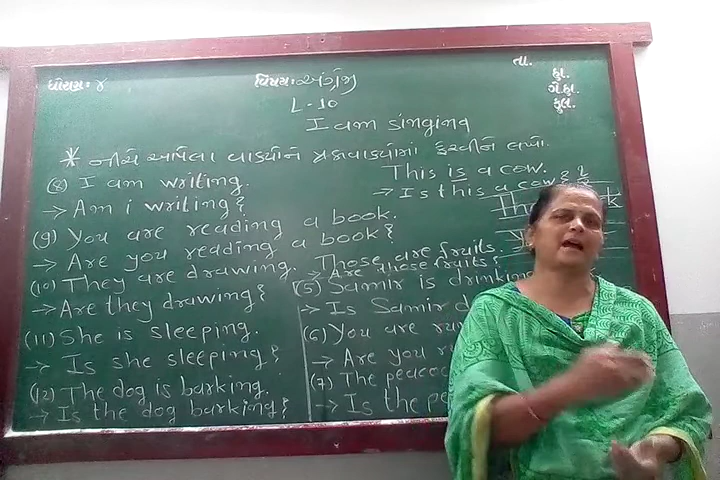 ધોરણ: ૪
વિષય: અંગ્રેજી
તા.
હા.
ગે.હા.
કુલ.
L-10
I am singing
* નીચે આપેલા વાક્યોને પ્રશ્નવાક્યોમાં ફેરવીને લખો.
This is a cow.
→ Is this a cow?
(8) I am writing.
→ Am i writing?
(9) You are reading a book.
→ Are you reading a book?
(10) They are drawing.
→ Are they drawing?
(11) She is sleeping.
→ Is she sleeping?
(12) The dog is barking.
→ Is the dog barking?
Those are fruits.
→ Are those fruits?
(5) Samir is drinking
→ Is Samir
(6) You are
→ Are you
(7) The peacoc
→ Is the